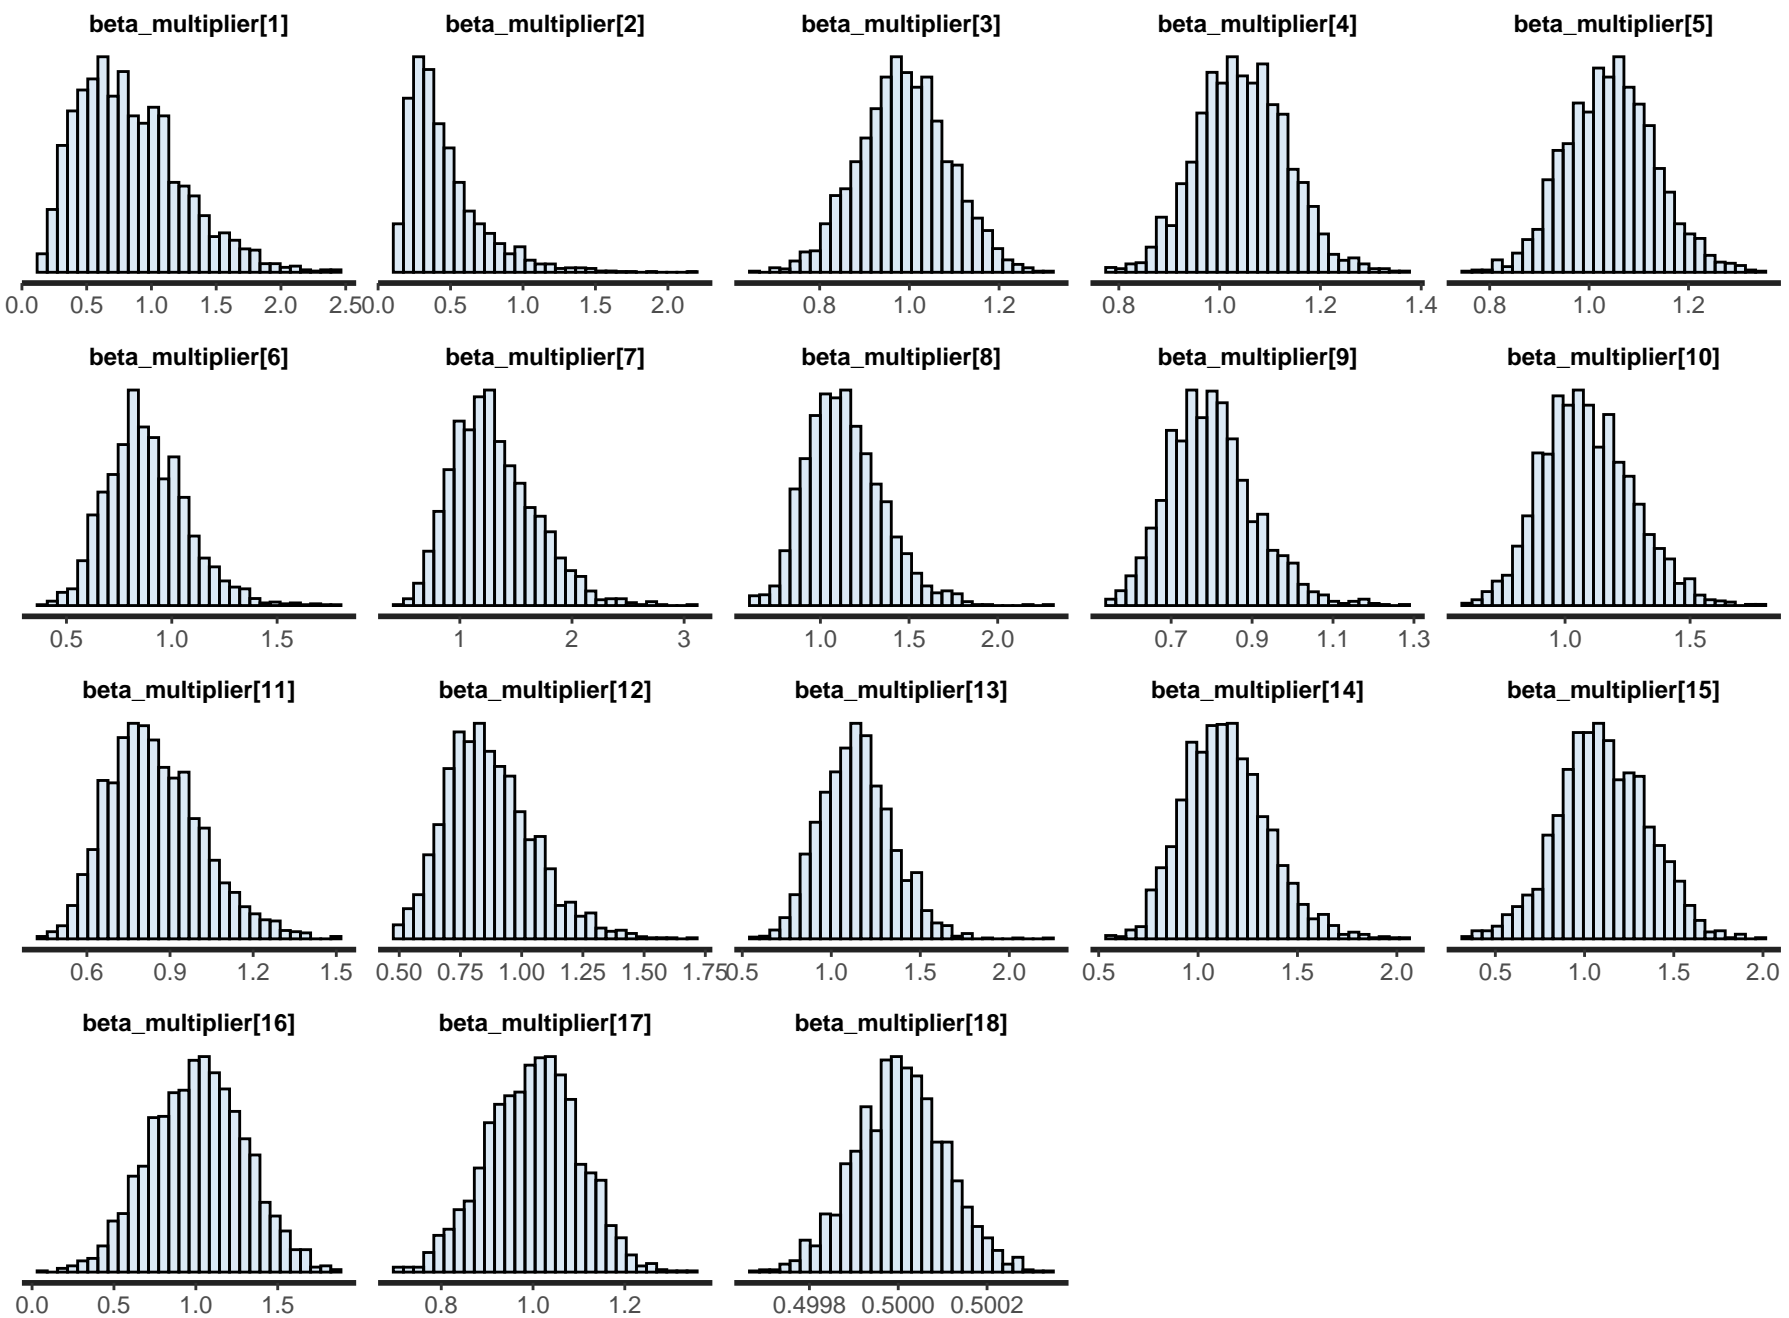 beta_multiplier[1] beta_multiplier[2] beta_multiplier[3] beta_multiplier[4] beta_multiplier[5]
0.0 0.5 1.0 1.5 2.0 2.5 0.0 0.5 1.0 1.5 2.0 0.8 1.0 1.2 0.8 1.0 1.2 1.4 0.8 1.0 1.2
beta_multiplier[6] beta_multiplier[7] beta_multiplier[8] beta_multiplier[9] beta_multiplier[10]
0.5 1.0 1.5 1 2 3 1.0 1.5 2.0 0.7 0.9 1.1 1.3 1.0 1.5
beta_multiplier[11] beta_multiplier[12] beta_multiplier[13] beta_multiplier[14] beta_multiplier[15]
0.6 0.9 1.2 1.5 0.50 0.75 1.00 1.25 1.50 1.75 0.5 1.0 1.5 2.0 0.5 1.0 1.5 2.0 0.5 1.0 1.5 2.0
beta_multiplier[16] beta_multiplier[17] beta_multiplier[18]
0.0 0.5 1.0 1.5 0.8 1.0 1.2 0.4998 0.5000 0.5002